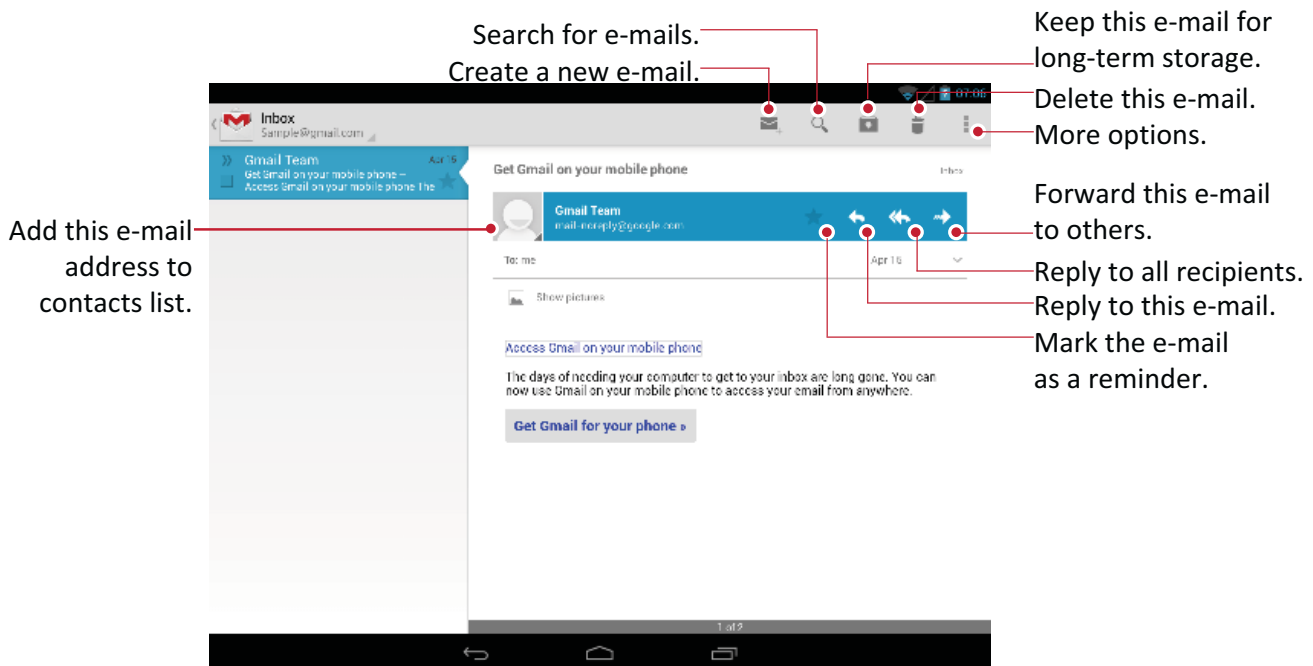 Search for e-mails.
Create a new e-mail.
Keep this e-mail for
long-term storage.
Delete this e-mail.
More options.
07:06
Inbox
Sample@gmail.com
Gmail Team
Apr 15
Get Gmail on your mobile phone –
Access Gmail on your mobile phone The
Get Gmail on your mobile phone
Inbox
Gmail Team
mail-noreply@google.com
To: me
Apr 15
Show pictures
Access Gmail on your mobile phone
The days of needing your computer to get to your inbox are long gone. You can
now use Gmail on your mobile phone to access your email from anywhere.
Get Gmail for your phone »
1 of 2
Add this e-mail
address to
contacts list.
Forward this e-mail
to others.
Reply to all recipients.
Reply to this e-mail.
Mark the e-mail
as a reminder.